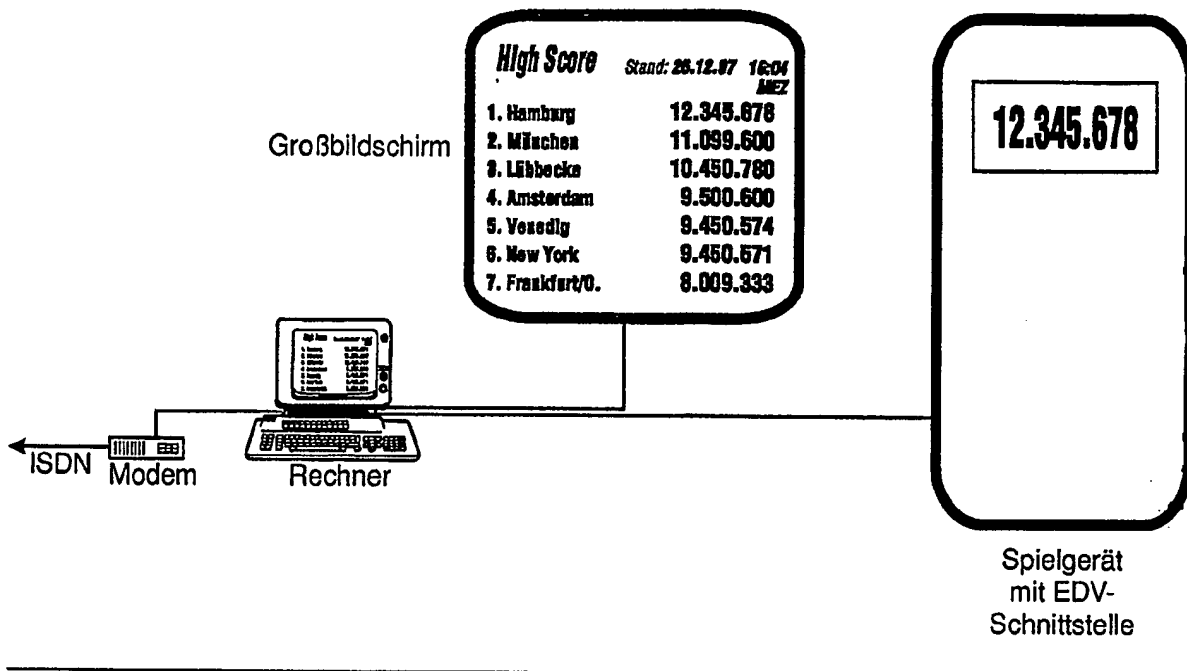 High Score Stand: 26.12.97 16:04
MEZ
1. Hamburg 12.345.678
2. München 11.099.600
3. Lübbecke 10.450.780
4. Amsterdam 9.500.600
5. Venedig 9.450.574
6. New York 9.450.571
7. Frankfurt/O. 8.009.333
Großbildschirm
12.345.678
ISDN
Modem
Rechner
Spielgerät
mit EDV-
Schnittstelle